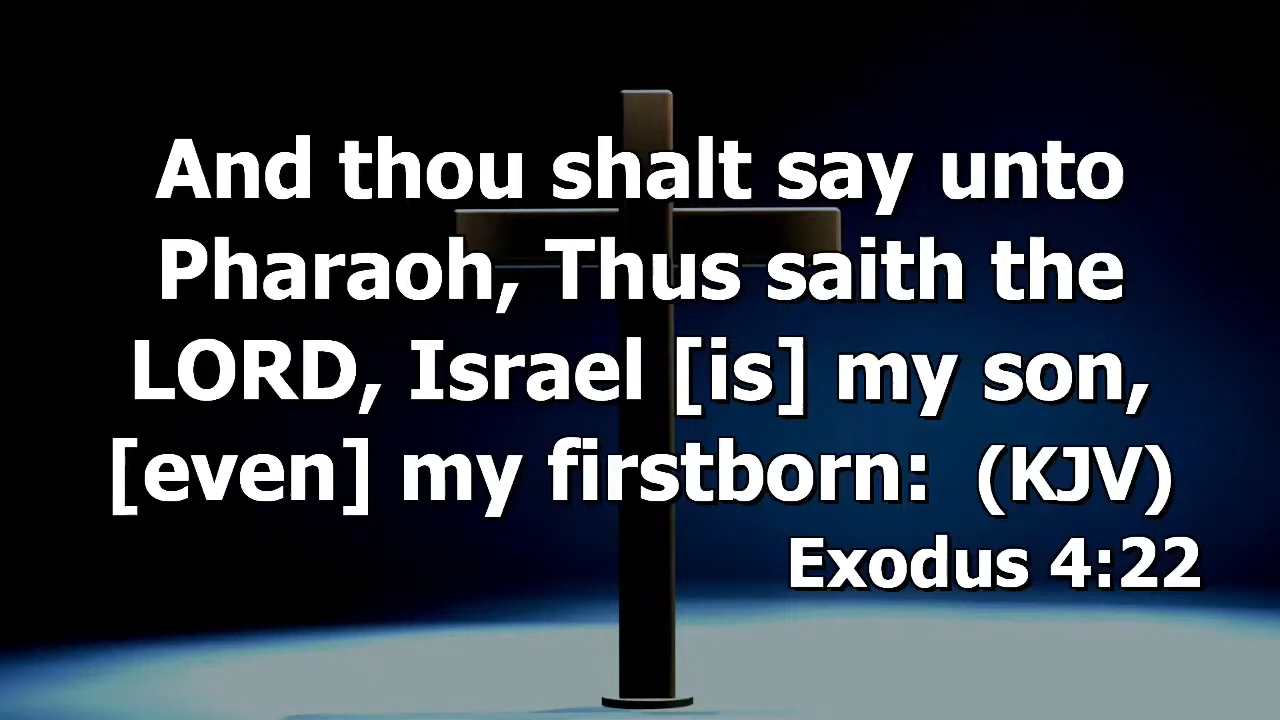 And thou shalt say unto
Pharaoh, Thus saith the
LORD, Israel [is] my son,
[even] my firstborn:  (KJV)
Exodus 4:22